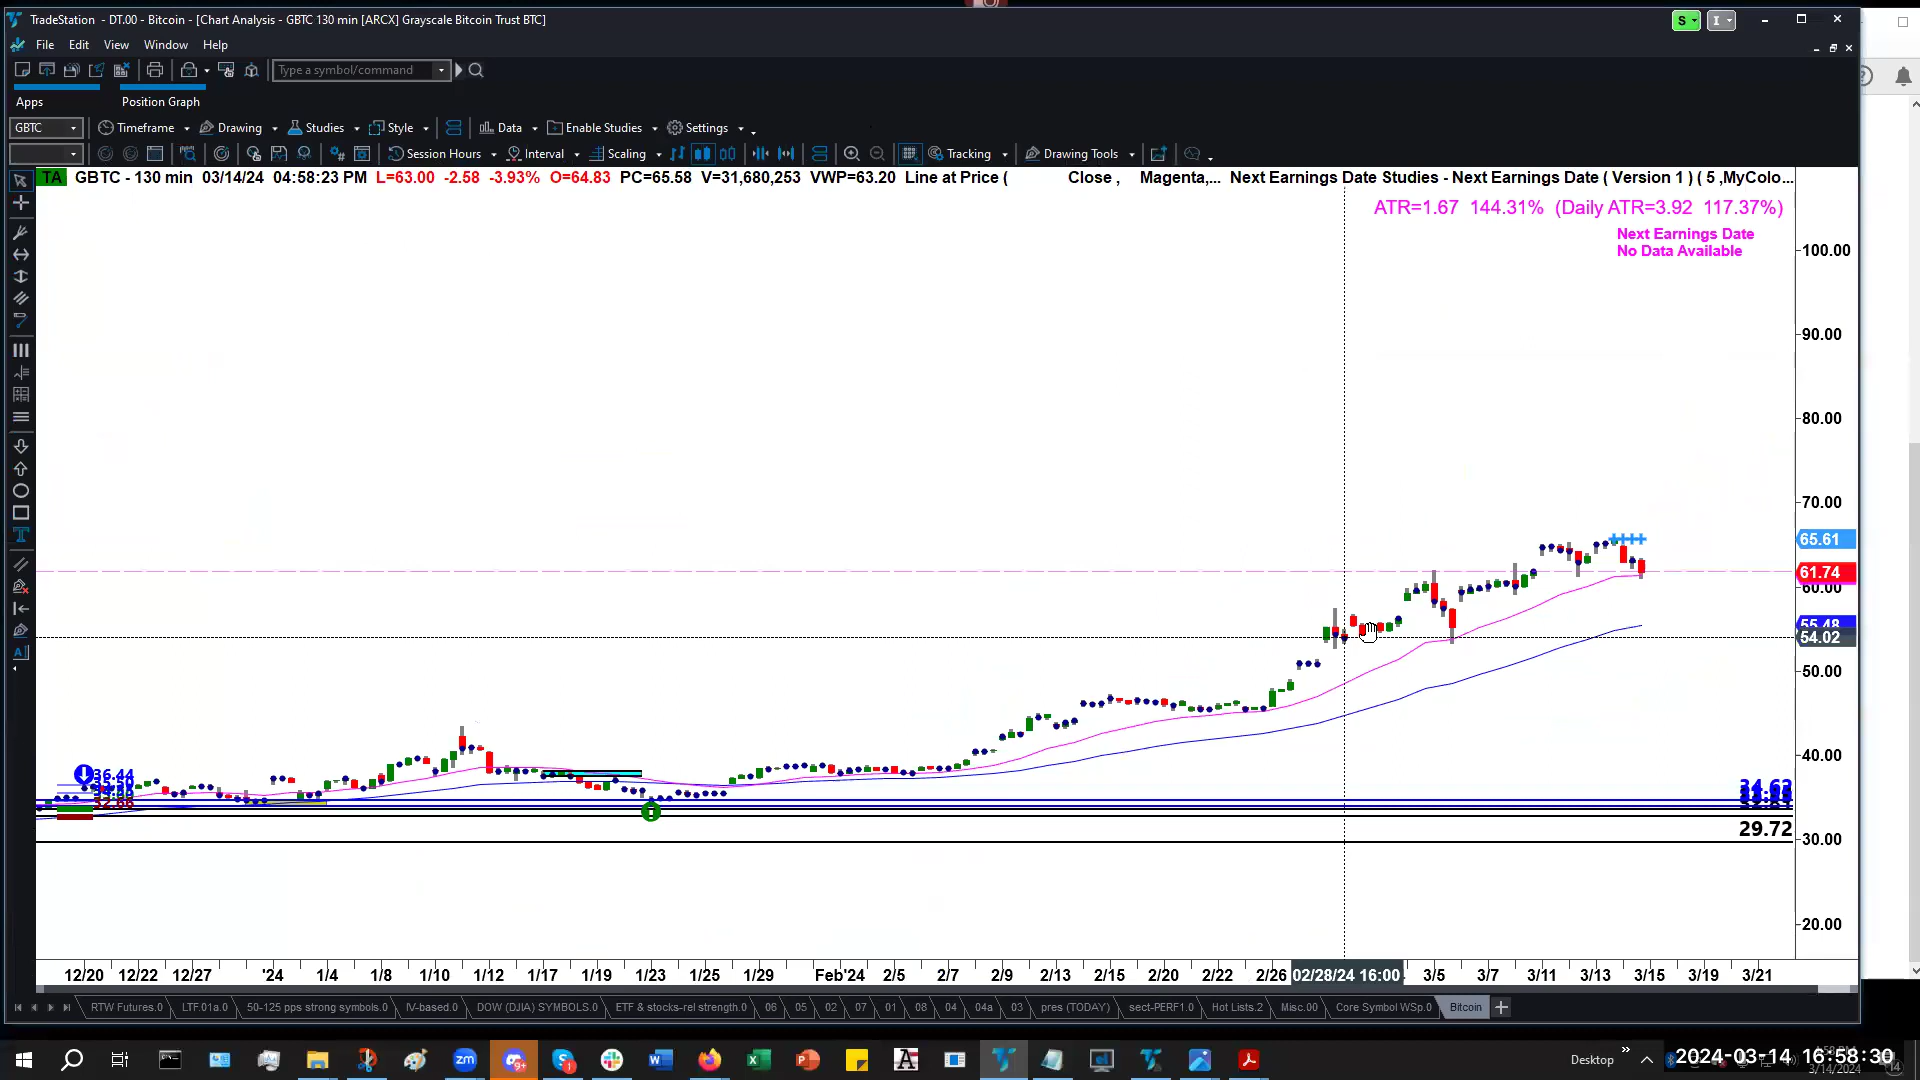 TradeStation - DT.00 - Bitcoin - [Chart Analysis - GBTC 130 min [ARCX] Grayscale Bitcoin Trust BTC]
S I
File Edit View Window Help
Type a symbol/command
Apps Position Graph
GBTC Timeframe Drawing Studies Style Data Enable Studies Settings
Session Hours Interval Scaling Tracking Drawing Tools
TA GBTC - 130 min 03/14/24 04:58:23 PM L=63.00 -2.58 -3.93% O=64.83 PC=65.58 V=31,680,253 VWP=63.20 Line at Price ( Close , Magenta,... Next Earnings Date Studies - Next Earnings Date ( Version 1 ) ( 5 ,MyColo...
ATR=1.67 144.31% (Daily ATR=3.92 117.37%)
Next Earnings Date
No Data Available
100.00
90.00
80.00
70.00
65.61
61.74
60.00
55.48
54.02
50.00
40.00
36.44
34.62
32.66
29.72
30.00
20.00
12/20 12/22 12/27 '24 1/4 1/8 1/10 1/12 1/17 1/19 1/23 1/25 1/29 Feb'24 2/5 2/7 2/9 2/13 2/15 2/20 2/22 2/26 02/28/24 16:00 3/5 3/7 3/11 3/13 3/15 3/19 3/21
RTW Futures.0 LTF.01a.0 50-125 pps strong symbols.0 IV-based.0 DOW (DJIA) SYMBOLS.0 ETF & stocks-rel strength.0 06 05 02 07 01 08 04 04a 03 pres (TODAY) sect-PERF1.0 Hot Lists.2 Misc.00 Core Symbol WSp.0 Bitcoin
Desktop
2024-03-14 16:58:30
3/14/2024